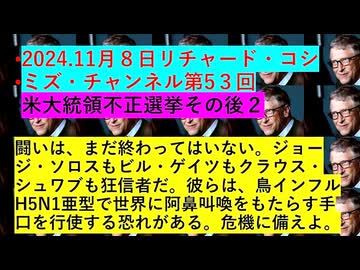 ・2024.11月８日リチャード・コシ
・ミズ・チャンネル第5３回
米大統領不正選挙その後２
闘いは、まだ終わってはいない。ジョー
ジ・ソロスもビル・ゲイツもクラウス・
シュワブも狂信者だ。彼らは、鳥インフル
H5N1亜型で世界に阿鼻叫喚をもたらす手
口を行使する恐れがある。危機に備えよ。